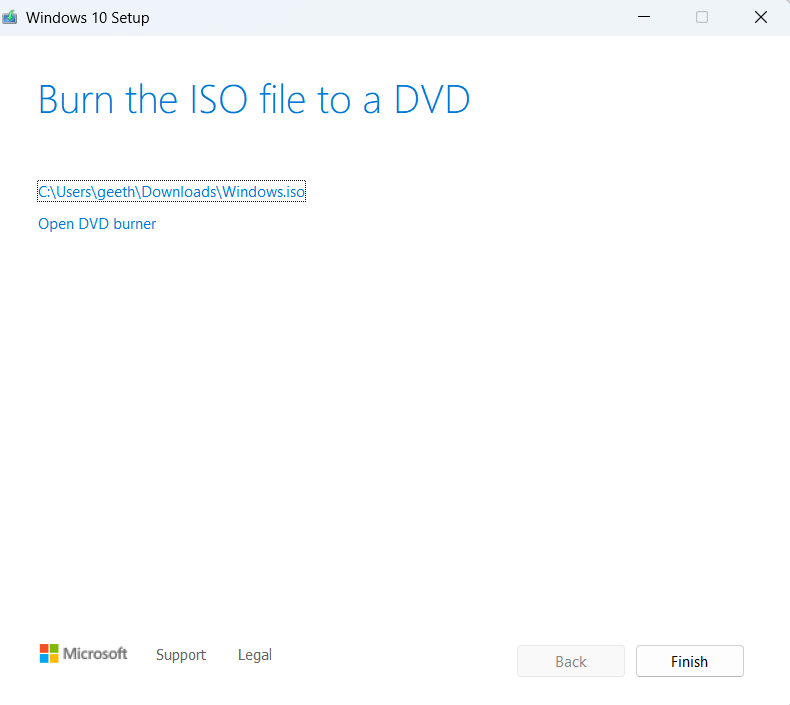 Windows 10 Setup
Burn the ISO file to a DVD
C:\Users\geeth\Downloads\Windows.iso
Open DVD burner
Microsoft Support Legal Back Finish